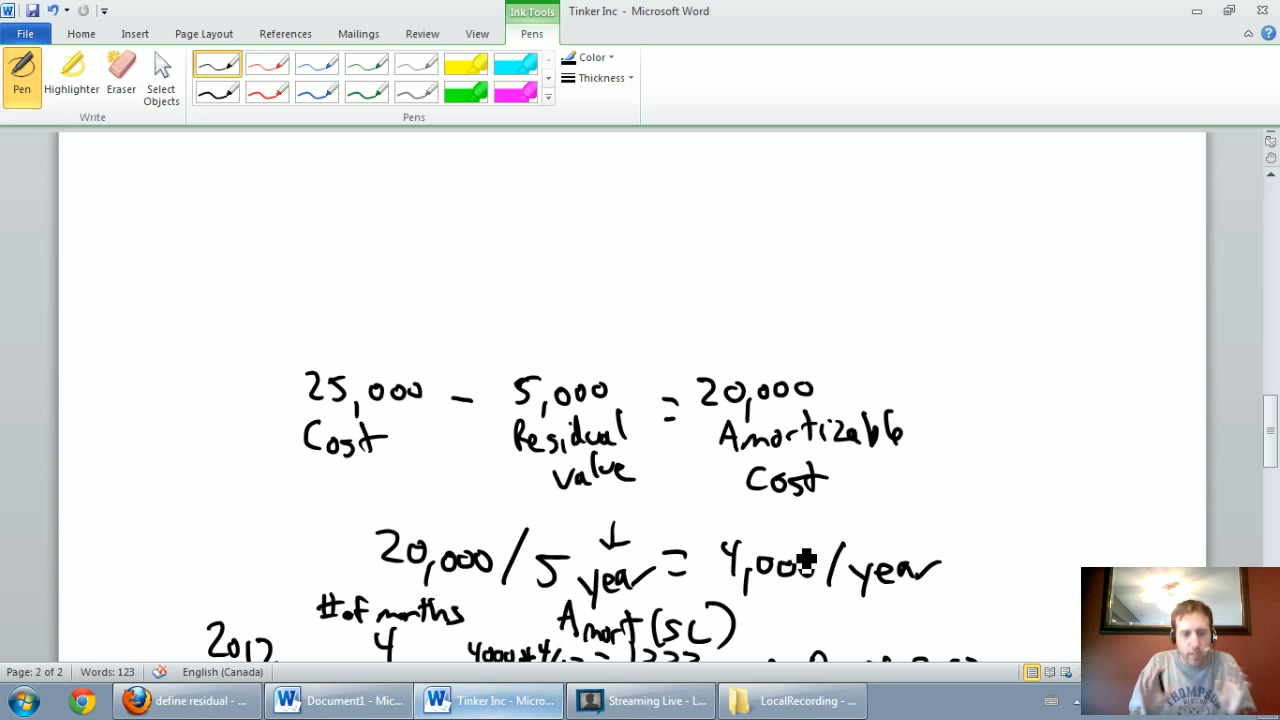 Ink Tools
Tinker Inc - Microsoft Word
File Home Insert Page Layout References Mailings Review View Pens
Pen Highlighter Eraser Select Objects
Color
Thickness
Write Pens
25,000 - 5,000 = 20,000
Cost Residual Value Amortizable Cost
20,000 / 5 year = 4,000 / year
# of months Amort (SL)
2012 4
Page: 2 of 2 Words: 123 English (Canada)
define residual - ... Document1 - Mic... Tinker Inc - Micro... Streaming Live - L... LocalRecording - ...
THOMPSON